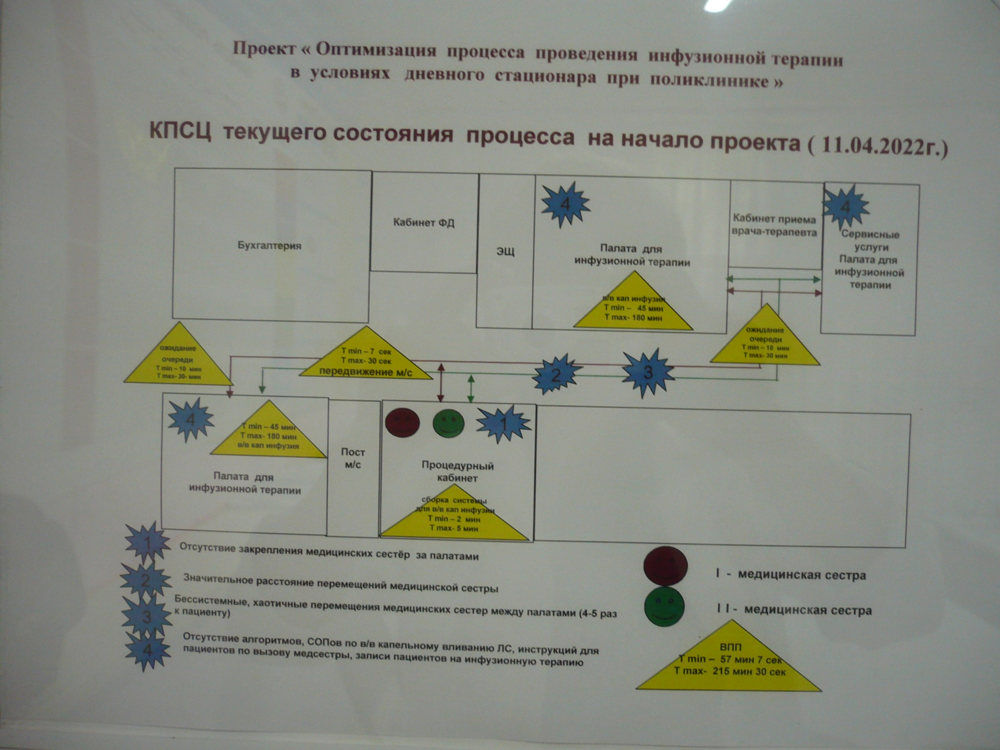 Проект « Оптимизация процесса проведения инфузионной терапии
в условиях дневного стационара при поликлинике »
КПСЦ текущего состояния процесса на начало проекта ( 11.04.2022г.)
Бухгалтерия
Кабинет ФД
ЭЩ
4
Палата для
инфузионной терапии
в/в кап инфузии
T min – 45 мин
T max- 180 мин
Кабинет приема
врача-терапевта
4
Сервисные
услуги
Палата для
инфузионной
терапии
ожидание
очереди
T min – 10 мин
T max- 30- мин
T min – 7 сек
T max- 30 сек
передвижение м/с
2
3
ожидание
очереди
T min – 10 мин
T max- 30 мин
4
T min – 45 мин
T max- 180 мин
в/в кап инфузия
Палата для
инфузионной терапии
Пост
м/с
1
Процедурный
кабинет
сборка системы
для в/в кап инфузии
T min – 2 мин
T max- 5 мин
1
Отсутствие закрепления медицинских сестёр за палатами
2
Значительное расстояние перемещений медицинской сестры
3
Бессистемные, хаотичные перемещения медицинских сестер между палатами (4-5 раз
к пациенту)
4
Отсутствие алгоритмов, СОПов по в/в капельному вливанию ЛС, инструкций для
пациентов по вызову медсестры, записи пациентов на инфузионную терапию
I - медицинская сестра
I I - медицинская сестра
ВПП
T min – 57 мин 7 сек
T max- 215 мин 30 сек